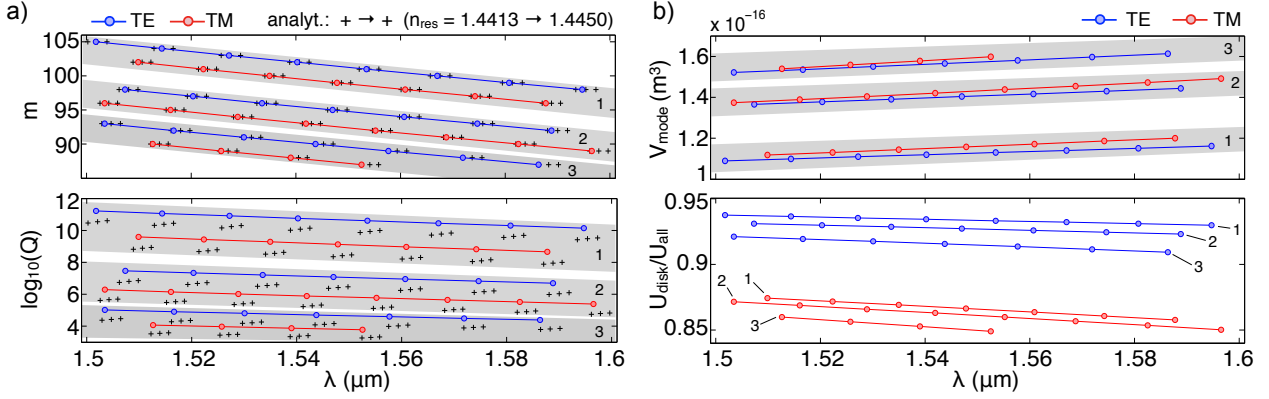 a)
TE TM analyt.: + → + (n_res = 1.4413 → 1.4450)
105
100
95
90
m
1
2
3
12
10
8
6
4
log₁₀(Q)
1
2
3
1.5 1.52 1.54 1.56 1.58 1.6
λ (μm)
b)
x 10⁻¹⁶
TE TM
1.6
1.4
1.2
1
V_mode (m³)
3
2
1
0.95
0.9
0.85
U_disk/U_all
1
2
3
2
1
3
1.5 1.52 1.54 1.56 1.58 1.6
λ (μm)